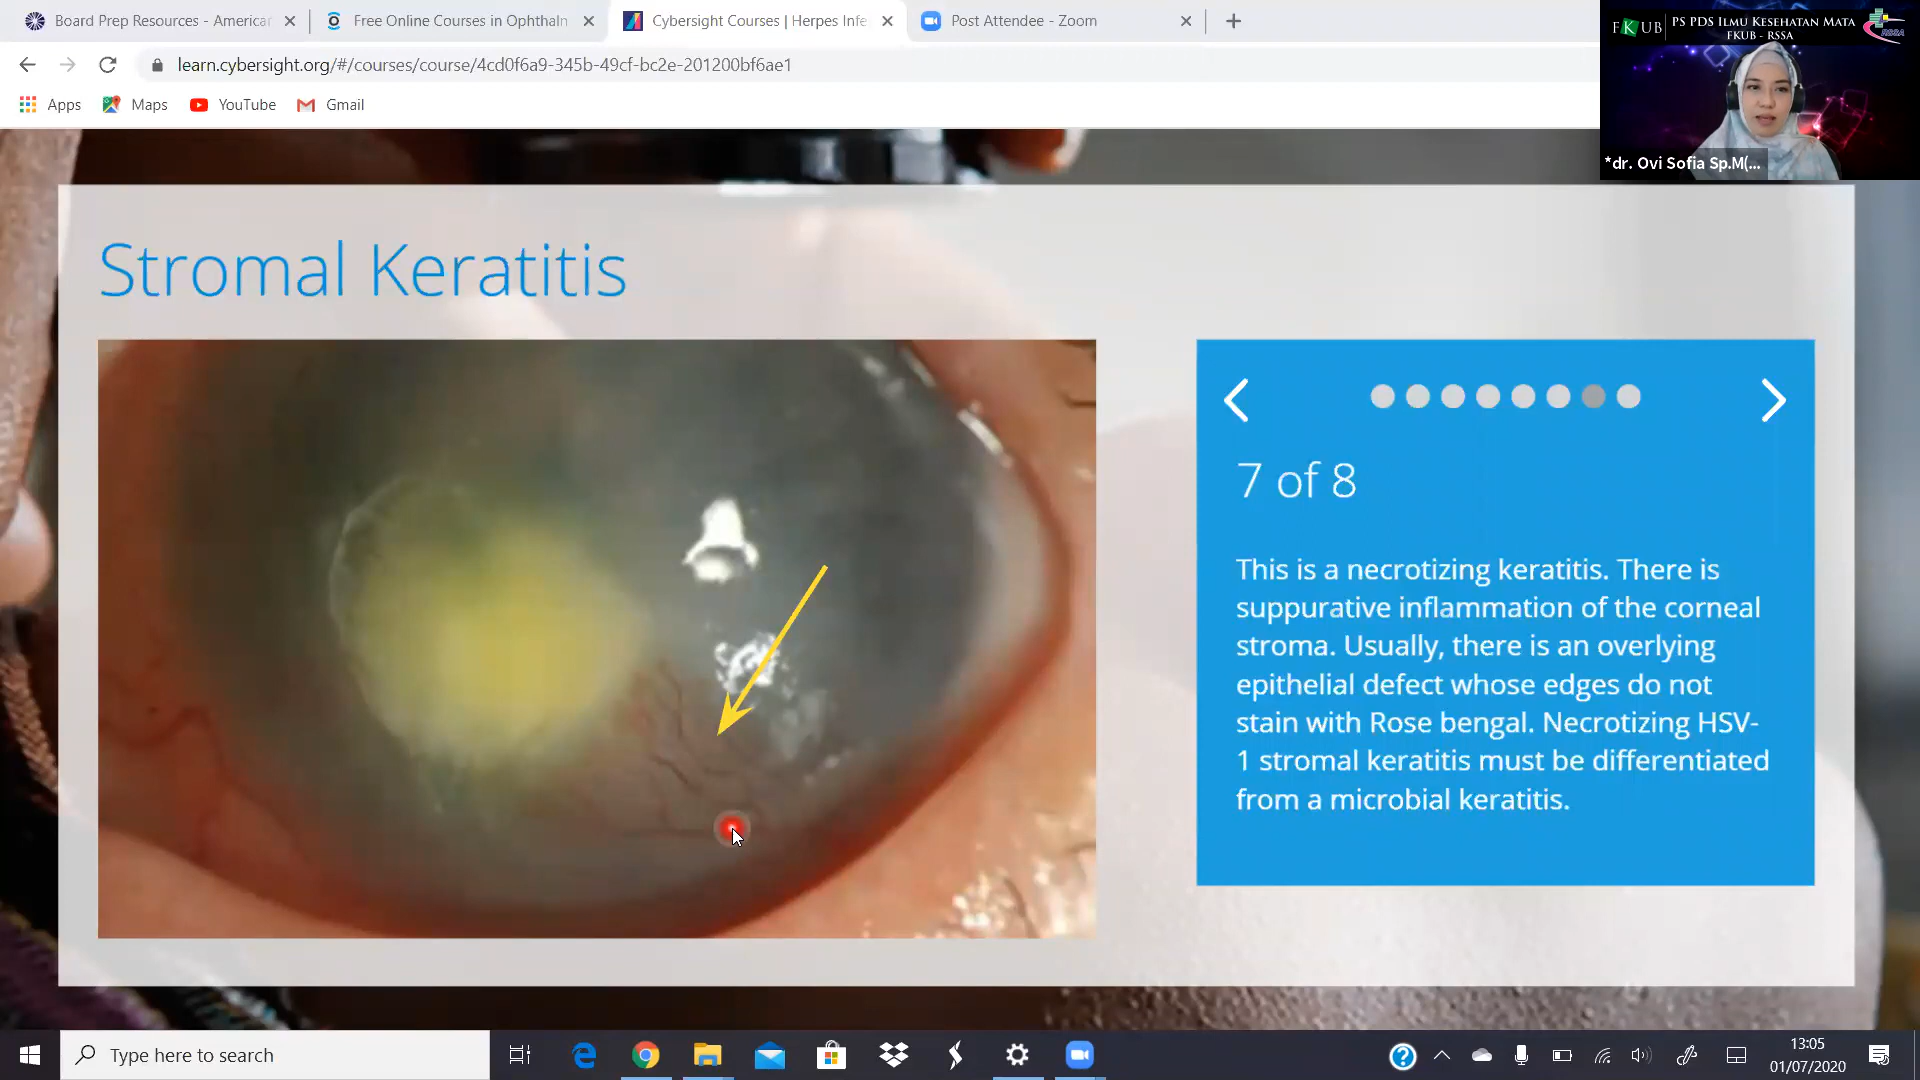 Board Prep Resources - American
Free Online Courses in Ophthaln
Cybersight Courses | Herpes Infe
Post Attendee - Zoom
learn.cybersight.org/#/courses/course/4cd0f6a9-345b-49cf-bc2e-201200bf6ae1
Apps
Maps
YouTube
Gmail
FKUB
PS PDS Ilmu Kesehatan Mata
FKUB - RSSA
*dr. Ovi Sofia Sp.M(...
Stromal Keratitis
7 of 8
This is a necrotizing keratitis. There is
suppurative inflammation of the corneal
stroma. Usually, there is an overlying
epithelial defect whose edges do not
stain with Rose bengal. Necrotizing HSV-
1 stromal keratitis must be differentiated
from a microbial keratitis.
Type here to search
13:05
01/07/2020